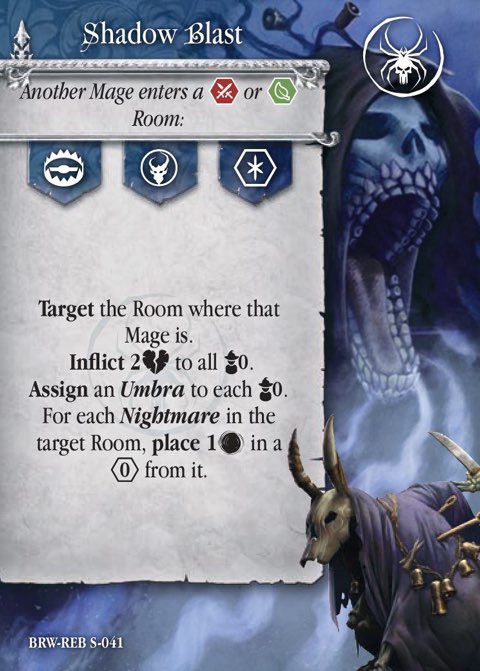 Shadow Blast
Another Mage enters a or
Room:
Target the Room where that
Mage is.
Inflict 2 to all 0.
Assign an Umbra to each 0.
For each Nightmare in the
target Room, place 1 in a
0 from it.
BRW-REB S-041